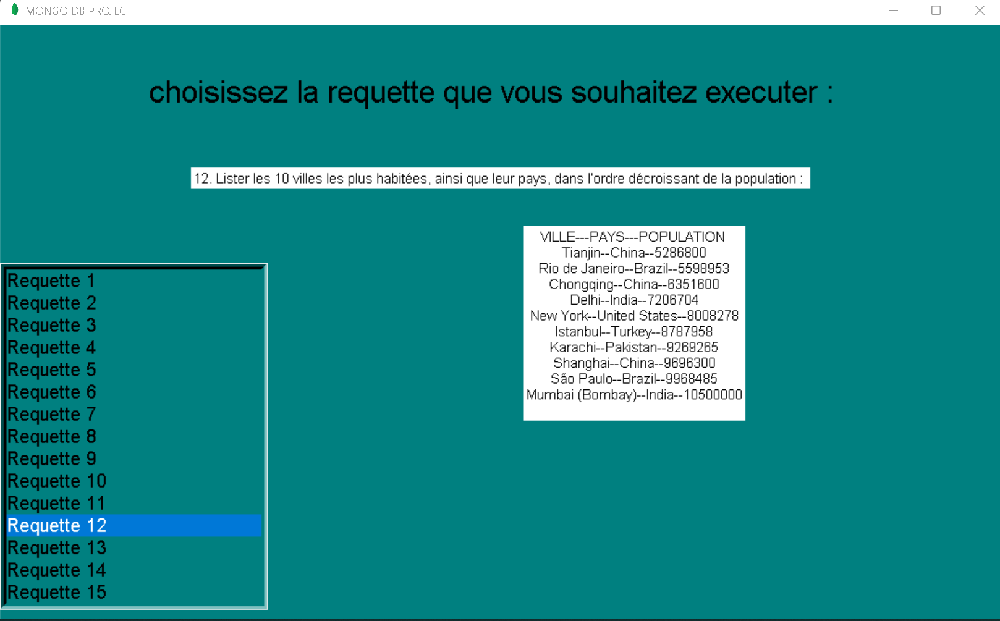 MONGO DB PROJECT
choisissez la requette que vous souhaitez executer :
12. Lister les 10 villes les plus habitées, ainsi que leur pays, dans l'ordre décroissant de la population :
VILLE---PAYS---POPULATION
Tianjin--China--5286800
Rio de Janeiro--Brazil--5598953
Chongqing--China--6351600
Delhi--India--7206704
New York--United States--8008278
Istanbul--Turkey--8787958
Karachi--Pakistan--9269265
Shanghai--China--9696300
São Paulo--Brazil--9968485
Mumbai (Bombay)--India--10500000
Requette 1
Requette 2
Requette 3
Requette 4
Requette 5
Requette 6
Requette 7
Requette 8
Requette 9
Requette 10
Requette 11
Requette 12
Requette 13
Requette 14
Requette 15